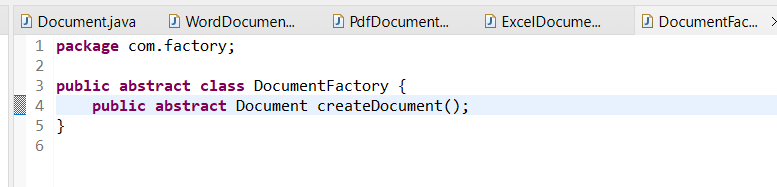 Document.java
WordDocumen...
PdfDocument...
ExcelDocume...
DocumentFac...
1 package com.factory;
2
3 public abstract class DocumentFactory {
4     public abstract Document createDocument();
5 }
6